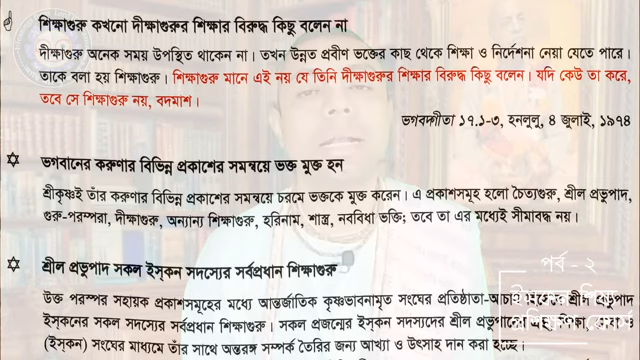 শিক্ষাগুরু কখনো দীক্ষাগুরুর শিক্ষার বিরুদ্ধ কিছু বলেন না
দীক্ষাগুরু অনেক সময় উপস্থিত থাকেন না। তখন উন্নত প্রবীণ ভক্তের কাছ থেকে শিক্ষা ও নির্দেশনা নেয়া যেতে পারে।
তাকে বলা হয় শিক্ষাগুরু। শিক্ষাগুরু মানে এই নয় যে তিনি দীক্ষাগুরুর শিক্ষার বিরুদ্ধ কিছু বলেন। যদি কেউ তা করে,
তবে সে শিক্ষাগুরু নয়, বদমাশ।
ভগবদ্গীতা ১৭.১-৩, হনলুলু, ৪ জুলাই, ১৯৭৪
ভগবানের করুণার বিভিন্ন প্রকাশের সমন্বয়ে ভক্ত মুক্ত হন
শ্রীকৃষ্ণই তাঁর করুণার বিভিন্ন প্রকাশের সমন্বয়ে চরমে ভক্তকে মুক্ত করেন। এ প্রকাশসমূহ হলো চৈত্যগুরু, শ্রীল প্রভুপাদ,
গুরু-পরম্পরা, দীক্ষাগুরু, অন্যান্য শিক্ষাগুরু, হরিনাম, শাস্ত্র, নববিধা ভক্তি; তবে তা এর মধ্যেই সীমাবদ্ধ নয়।
শ্রীল প্রভুপাদ সকল ইস্‌কন সদস্যের সর্বপ্রধান শিক্ষাগুরু
উক্ত পরস্পর সহায়ক প্রকাশসমূহের মধ্যে আন্তর্জাতিক কৃষ্ণভাবনামৃত সংঘের প্রতিষ্ঠাতা-আচার্য শ্রীল প্রভুপাদ
ইস্‌কনের সকল সদস্যের সর্বপ্রধান শিক্ষাগুরু। সকল প্রজন্মের ইস্‌কন সদস্যদের শ্রীল প্রভুপাদের
(ইস্‌কন) সংঘের মাধ্যমে তাঁর সাথে অন্তরঙ্গ সম্পর্ক তৈরির জন্য আখ্যা ও উৎসাহ দান করা হচ্ছে।
পর্ব - ২